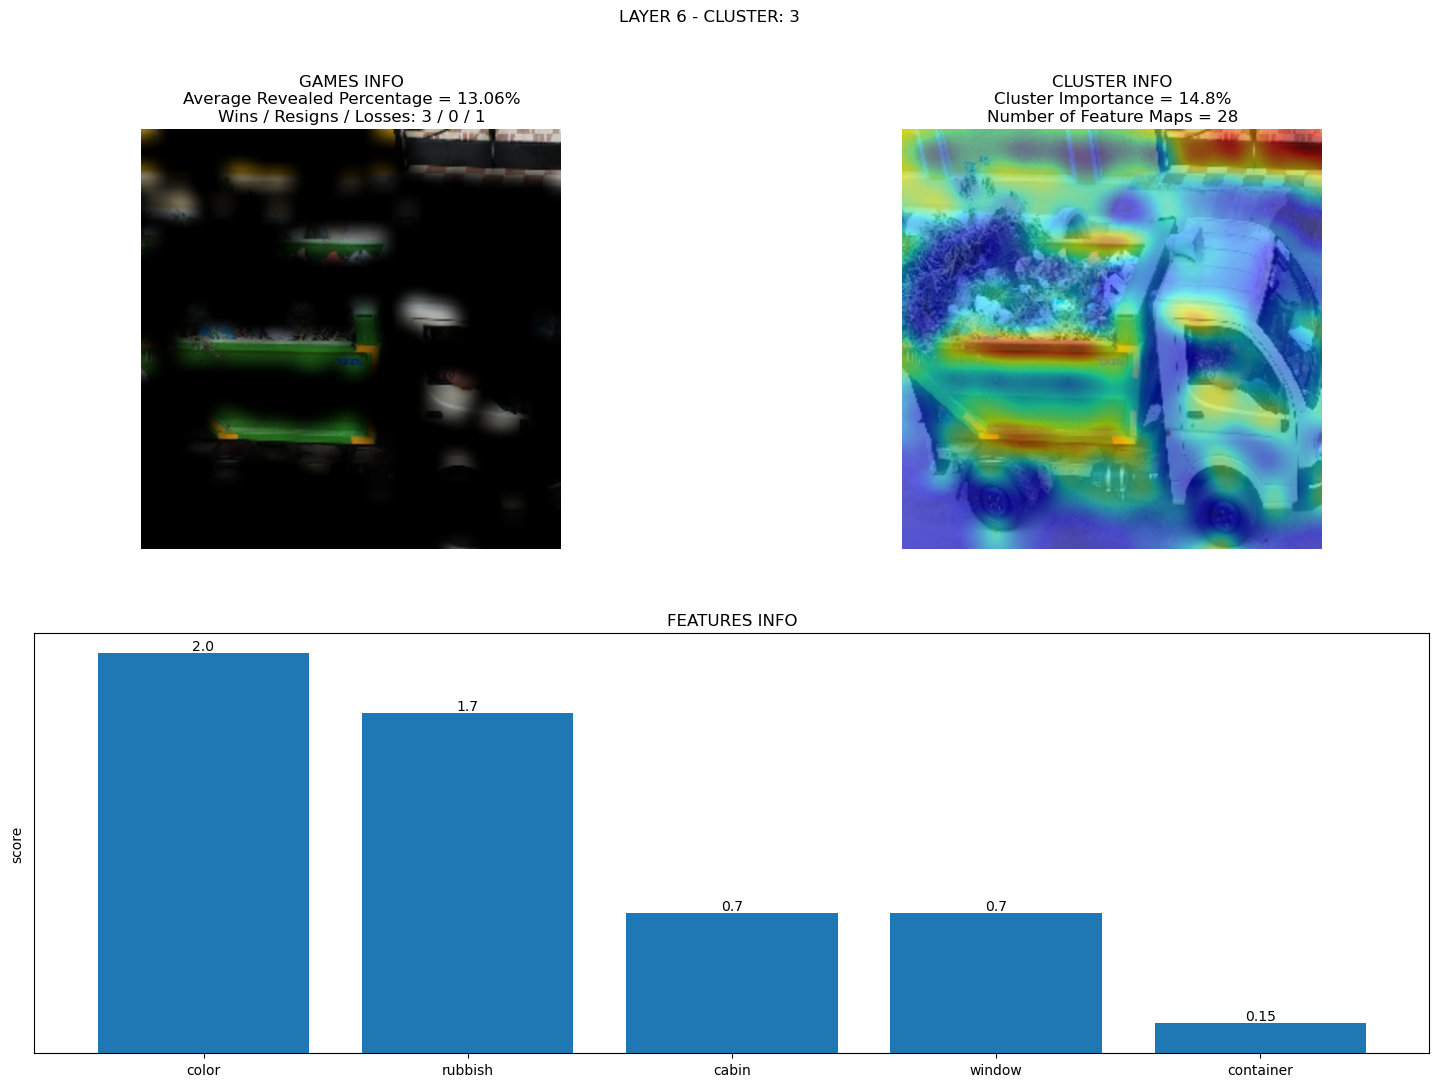 LAYER 6 - CLUSTER: 3
GAMES INFO
Average Revealed Percentage = 13.06%
Wins / Resigns / Losses: 3 / 0 / 1
CLUSTER INFO
Cluster Importance = 14.8%
Number of Feature Maps = 28
FEATURES INFO
score
2.0
1.7
0.7
0.7
0.15
color
rubbish
cabin
window
container